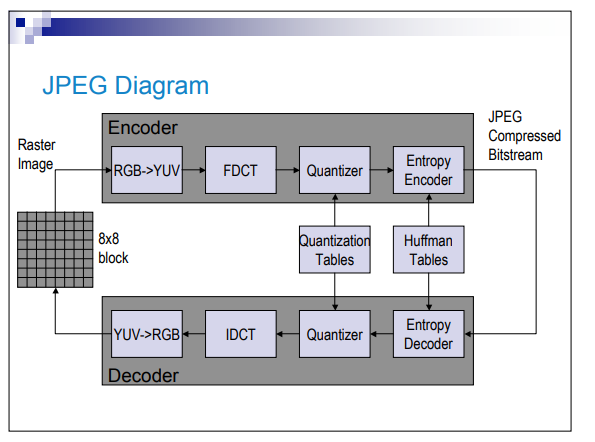 JPEG Diagram
Encoder
JPEG
Compressed
Bitstream
Raster
Image
RGB->YUV
FDCT
Quantizer
Entropy
Encoder
8x8
block
Quantization
Tables
Huffman
Tables
YUV->RGB
IDCT
Quantizer
Entropy
Decoder
Decoder